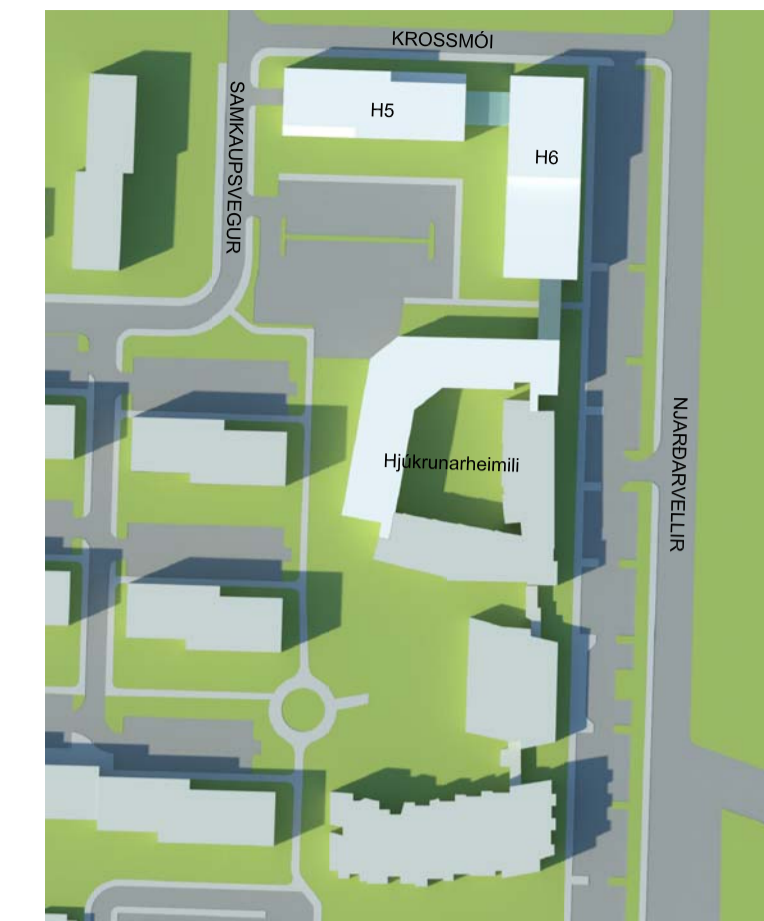 KROSSMÓI
SAMKAUPSVEGUR
H5
H6
NJARÐARVELLIR
Hjúkrunarheimili